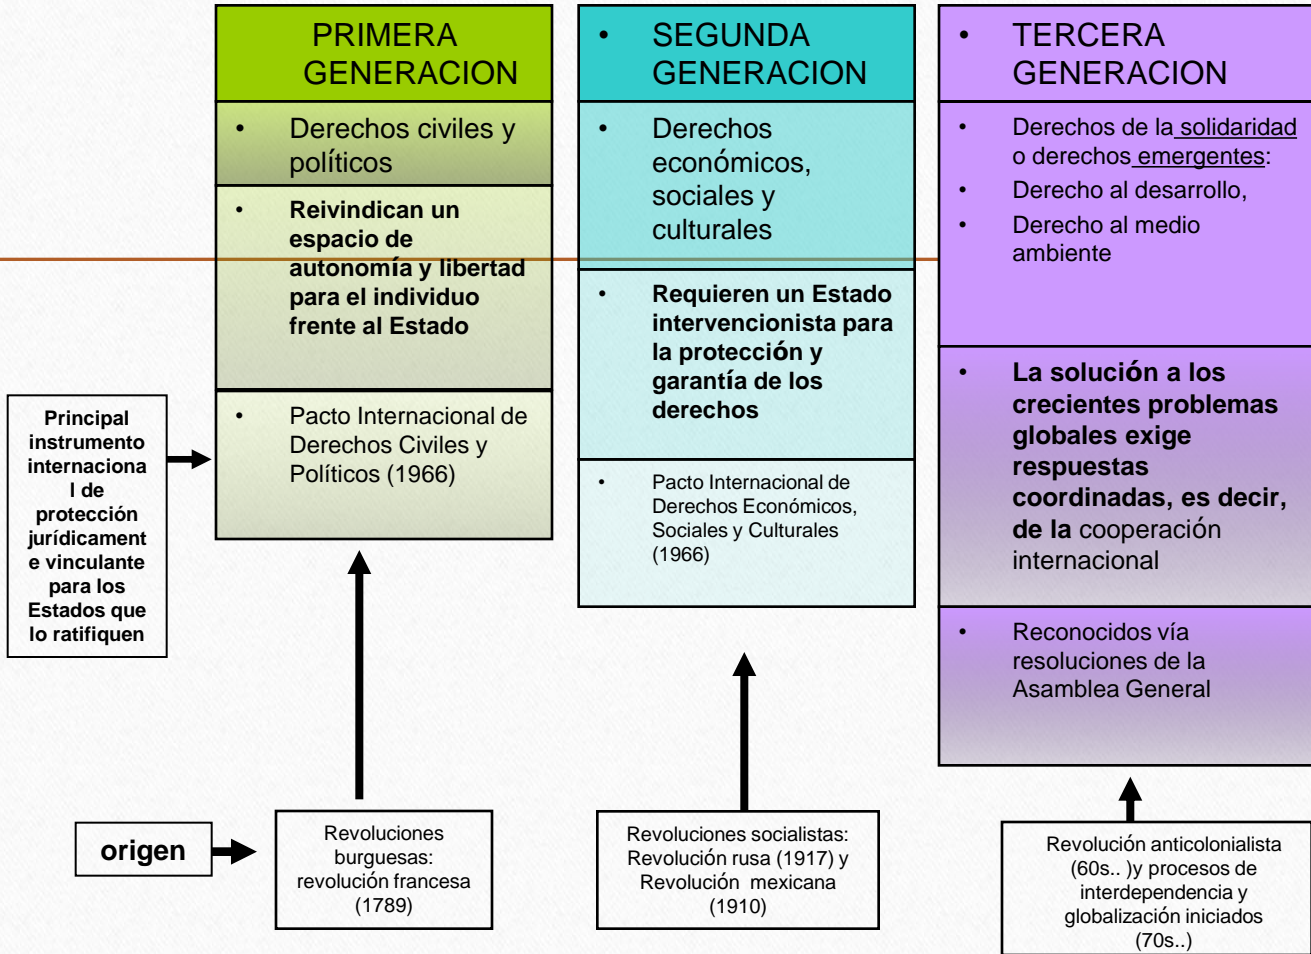 PRIMERA
GENERACION
• Derechos civiles y
políticos
• Reivindican un
espacio de
autonomía y libertad
para el individuo
frente al Estado
• Pacto Internacional de
Derechos Civiles y
Políticos (1966)
• SEGUNDA
GENERACION
• Derechos
económicos,
sociales y
culturales
• Requieren un Estado
intervencionista para
la protección y
garantía de los
derechos
• Pacto Internacional de
Derechos Económicos,
Sociales y Culturales
(1966)
• TERCERA
GENERACION
• Derechos de la solidaridad
o derechos emergentes:
• Derecho al desarrollo,
• Derecho al medio
ambiente
• La solución a los
crecientes problemas
globales exige
respuestas
coordinadas, es decir,
de la cooperación
internacional
• Reconocidos vía
resoluciones de la
Asamblea General
Principal
instrumento
internaciona
l de
protección
jurídicament
e vinculante
para los
Estados que
lo ratifiquen
origen
Revoluciones
burguesas:
revolución francesa
(1789)
Revoluciones socialistas:
Revolución rusa (1917) y
Revolución mexicana
(1910)
Revolución anticolonialista
(60s.. )y procesos de
interdependencia y
globalización iniciados
(70s..)